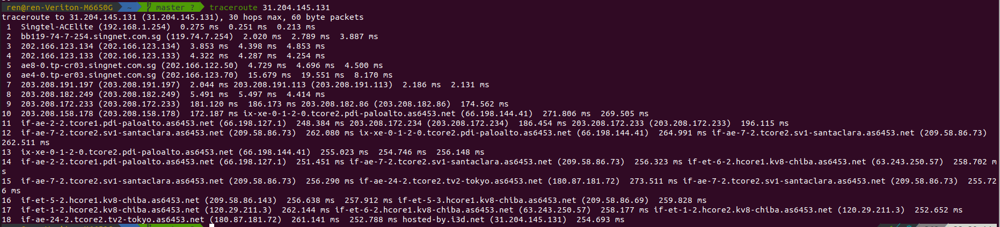 ren@ren-Veriton-M6650G ~ master ? traceroute 31.204.145.131
traceroute to 31.204.145.131 (31.204.145.131), 30 hops max, 60 byte packets
1 Singtel-ACElite (192.168.1.254) 0.275 ms 0.251 ms 0.213 ms
2 bb119-74-7-254.singnet.com.sg (119.74.7.254) 2.020 ms 2.789 ms 3.887 ms
3 202.166.123.134 (202.166.123.134) 3.853 ms 4.398 ms 4.853 ms
4 202.166.123.133 (202.166.123.133) 4.322 ms 4.287 ms 4.254 ms
5 ae8-0.tp-cr03.singnet.com.sg (202.166.122.50) 4.729 ms 4.696 ms 4.500 ms
6 ae4-0.tp-er03.singnet.com.sg (202.166.123.70) 15.679 ms 19.551 ms 8.170 ms
7 203.208.191.197 (203.208.191.197) 2.044 ms 203.208.191.113 (203.208.191.113) 2.186 ms 2.131 ms
8 203.208.182.249 (203.208.182.249) 5.491 ms 5.497 ms 4.414 ms
9 203.208.172.233 (203.208.172.233) 181.120 ms 186.173 ms 203.208.182.86 (203.208.182.86) 174.562 ms
10 203.208.158.178 (203.208.158.178) 172.187 ms ix-xe-0-1-2-0.tcore2.pdi-paloalto.as6453.net (66.198.144.41) 271.806 ms 269.505 ms
11 if-ae-2-2.tcore1.pdi-paloalto.as6453.net (66.198.127.1) 248.384 ms 203.208.172.234 (203.208.172.234) 186.454 ms 203.208.172.233 (203.208.172.233) 196.115 ms
12 if-ae-7-2.tcore2.sv1-santaclara.as6453.net (209.58.86.73) 262.080 ms ix-xe-0-1-2-0.tcore2.pdi-paloalto.as6453.net (66.198.144.41) 264.991 ms if-ae-7-2.tcore2.sv1-santaclara.as6453.net (209.58.86.73)
262.511 ms
13 ix-xe-0-1-2-0.tcore2.pdi-paloalto.as6453.net (66.198.144.41) 255.023 ms 254.746 ms 256.148 ms
14 if-ae-2-2.tcore1.pdi-paloalto.as6453.net (66.198.127.1) 251.451 ms if-ae-7-2.tcore2.sv1-santaclara.as6453.net (209.58.86.73) 256.323 ms if-et-6-2.hcore1.kv8-chiba.as6453.net (63.243.250.57) 258.702 m
s
15 if-ae-7-2.tcore2.sv1-santaclara.as6453.net (209.58.86.73) 256.290 ms if-ae-24-2.tcore2.tv2-tokyo.as6453.net (180.87.181.72) 273.511 ms if-ae-7-2.tcore2.sv1-santaclara.as6453.net (209.58.86.73) 255.72
6 ms
16 if-et-5-2.hcore1.kv8-chiba.as6453.net (209.58.86.143) 256.638 ms 257.912 ms if-et-5-3.hcore1.kv8-chiba.as6453.net (209.58.86.69) 259.828 ms
17 if-et-1-2.hcore2.kv8-chiba.as6453.net (120.29.211.3) 262.144 ms if-et-6-2.hcore1.kv8-chiba.as6453.net (63.243.250.57) 258.177 ms if-et-1-2.hcore2.kv8-chiba.as6453.net (120.29.211.3) 252.652 ms
18 if-ae-24-2.tcore2.tv2-tokyo.as6453.net (180.87.181.72) 261.141 ms 252.788 ms hosted-by.i3d.net (31.204.145.131) 254.693 ms